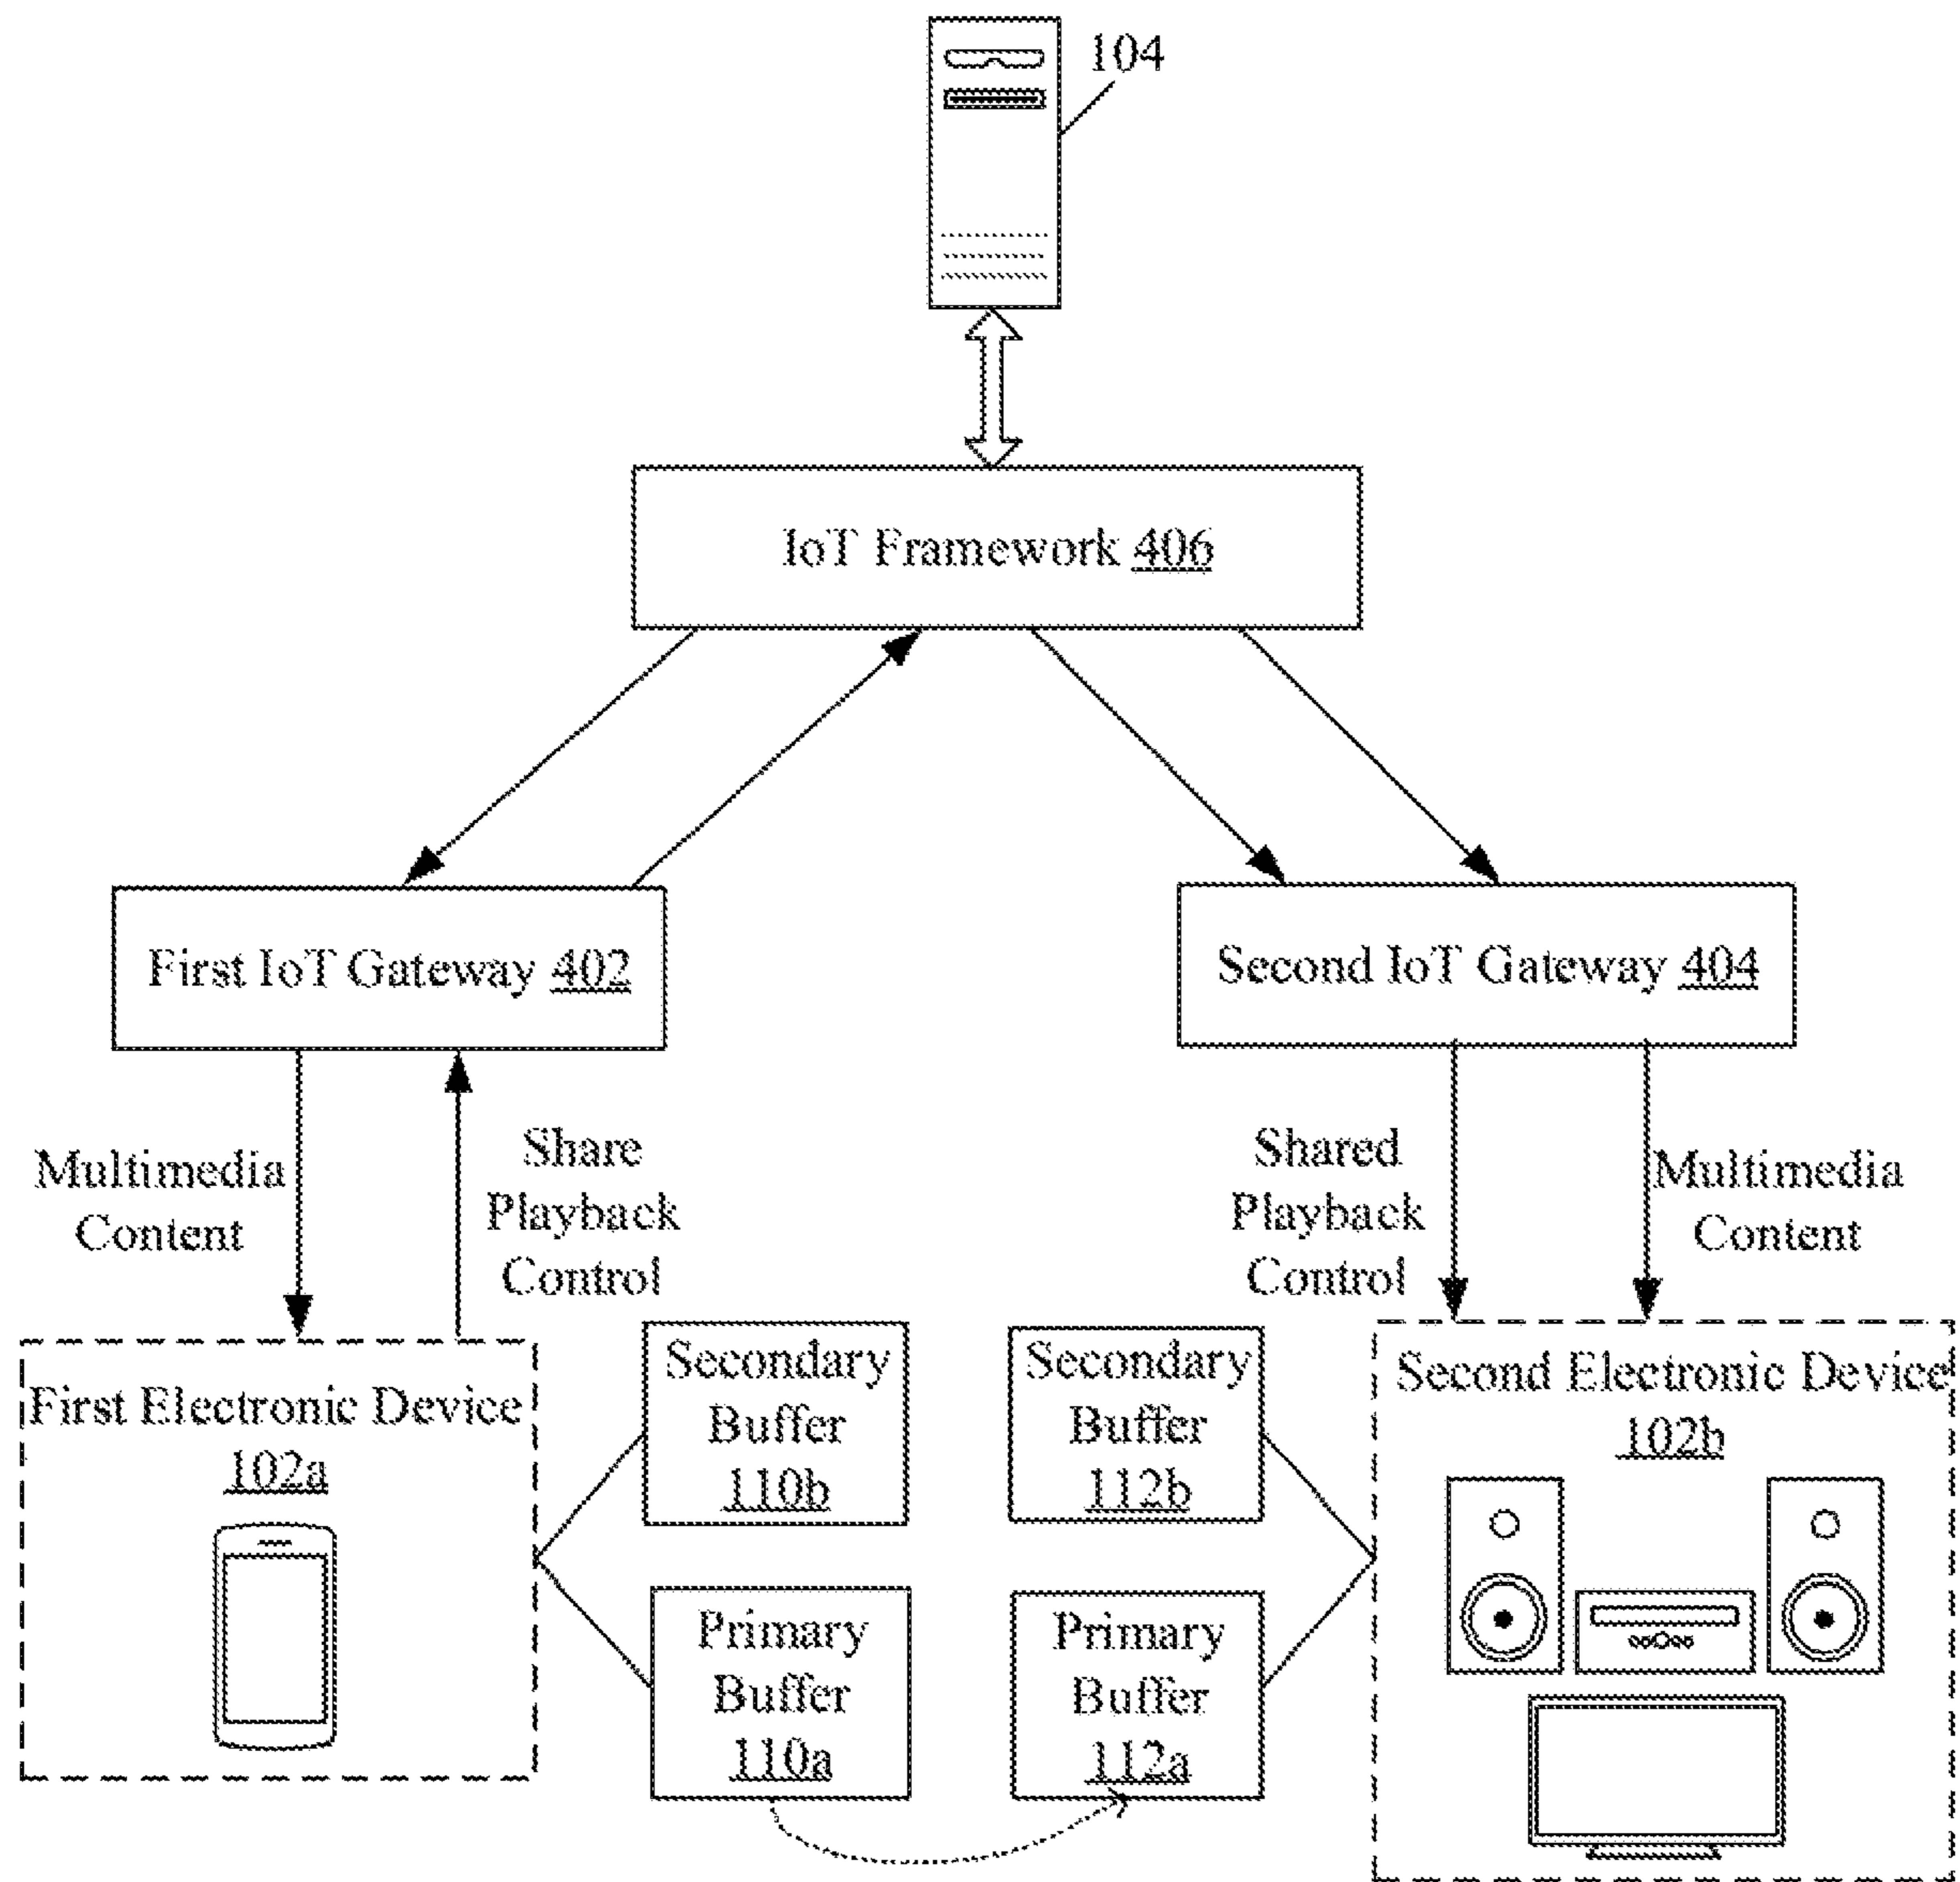 104
IoT Framework 406
First IoT Gateway 402
Second IoT Gateway 404
Multimedia
Content
Share
Playback
Control
Shared
Playback
Control
Multimedia
Content
First Electronic Device
102a
Secondary
Buffer
110b
Secondary
Buffer
112b
Second Electronic Device
102b
Primary
Buffer
110a
Primary
Buffer
112a